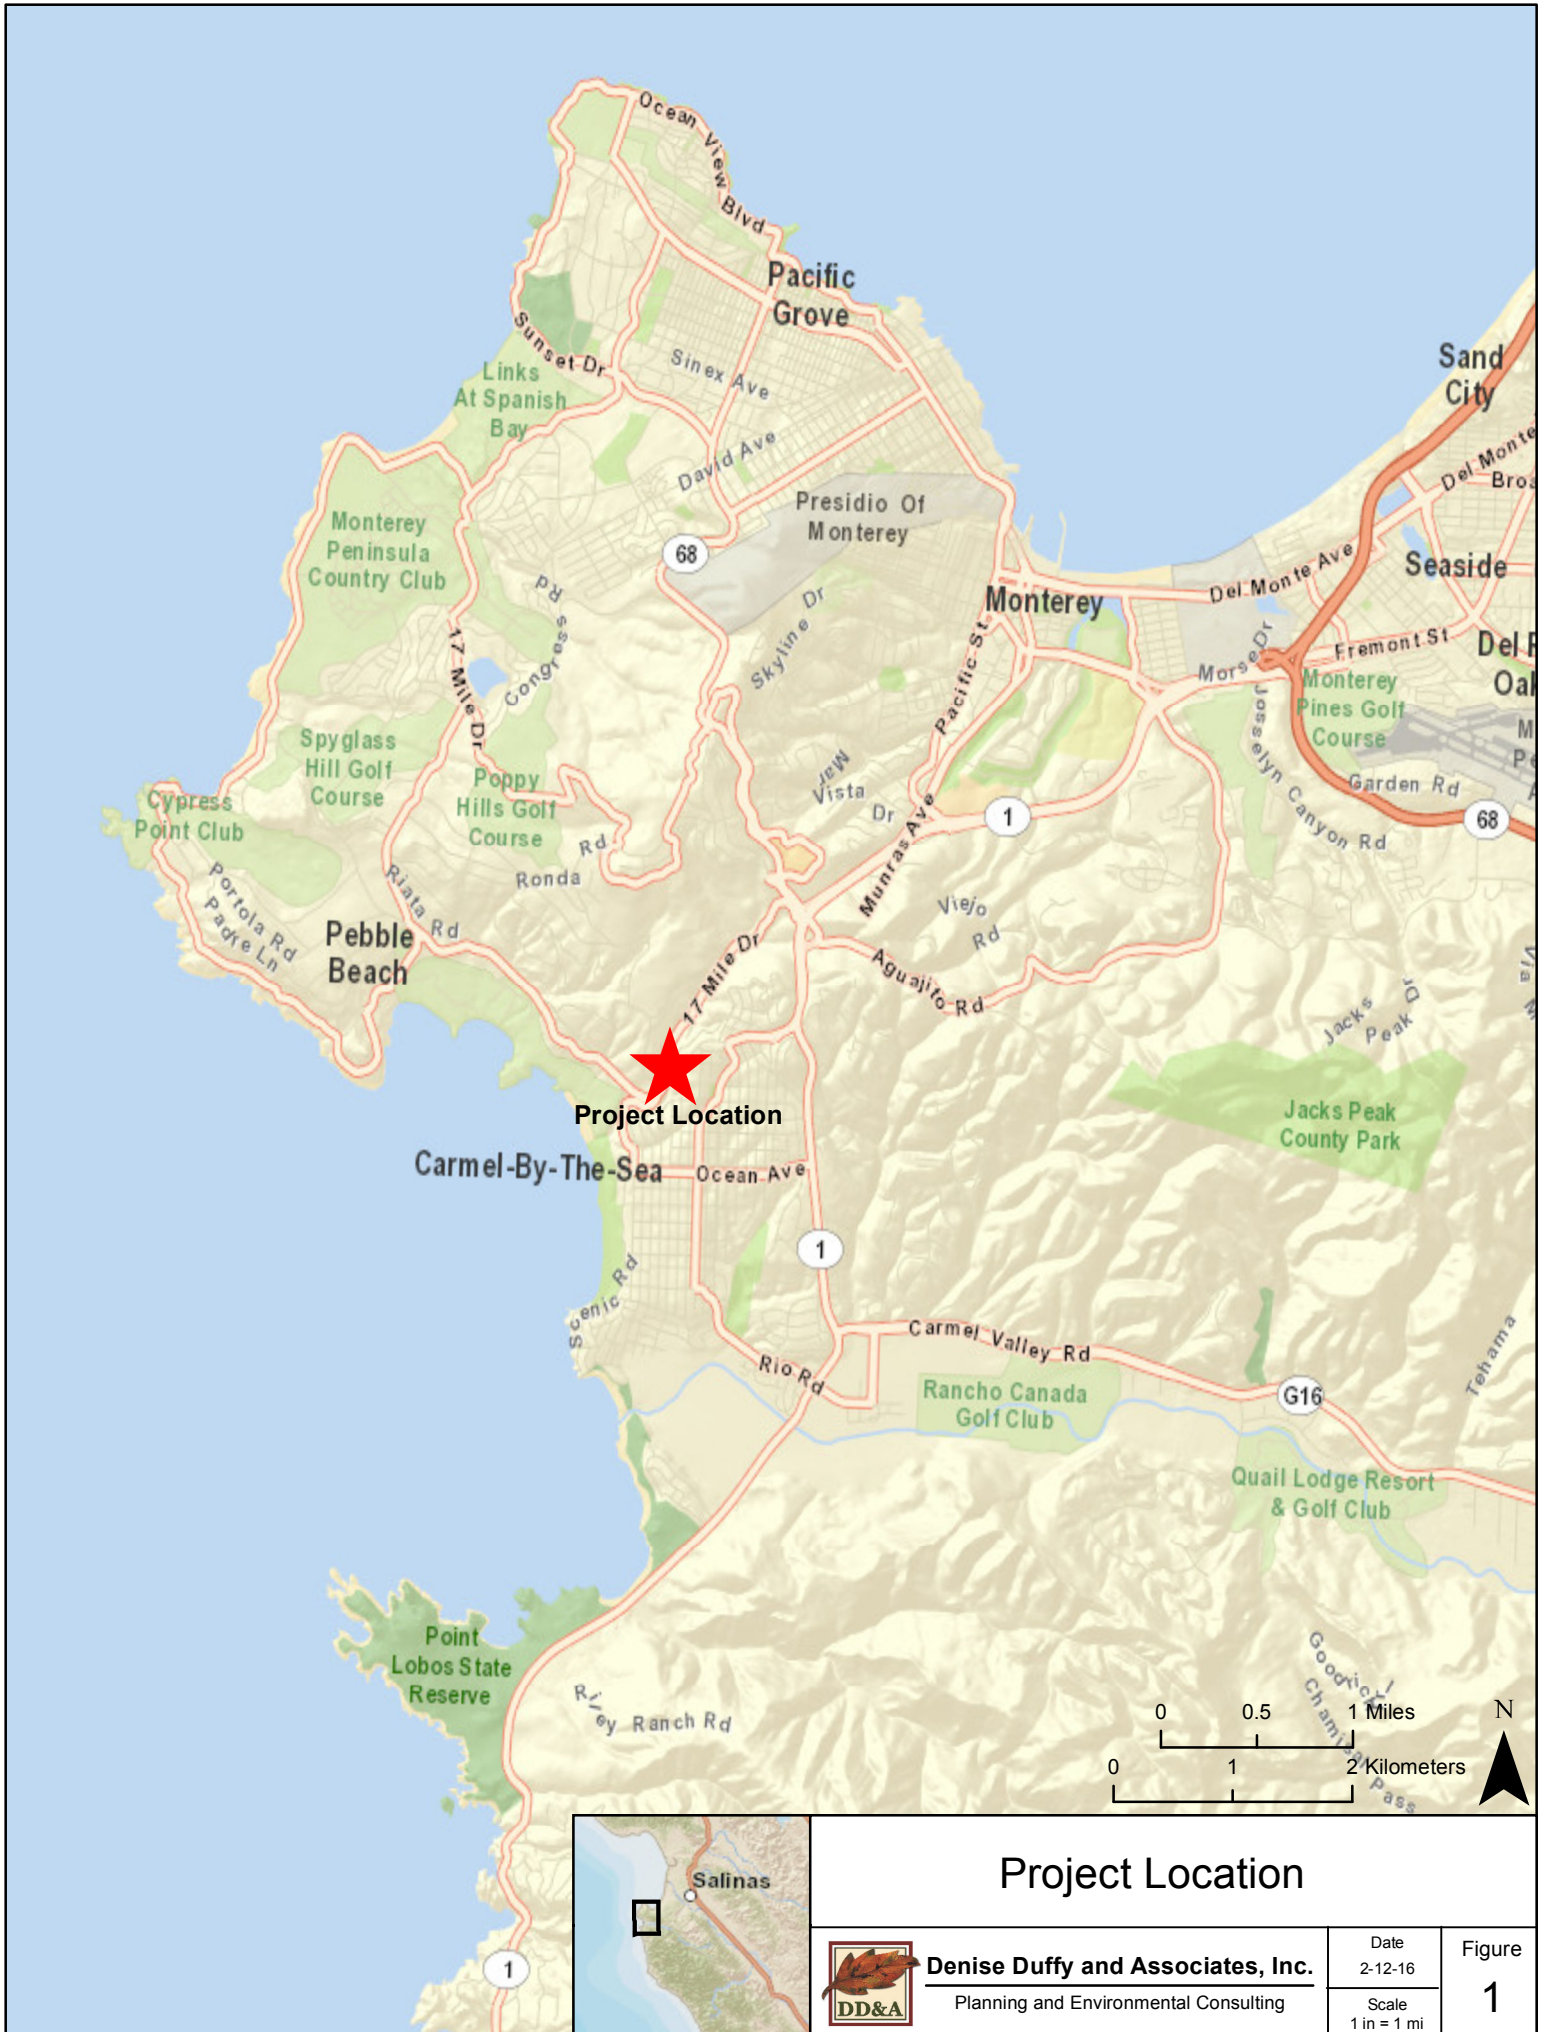 Ocean View Blvd
Pacific
Grove
Sand
City
Sunset Dr
Links
At Spanish
Bay
Sinex Ave
David Ave
Del Monte
Presidio Of
Monterey
Monterey
Peninsula
Country Club
68
Congress Rd
Skyline Dr
Monterey
Del Monte Ave
Seaside
Morse Dr
Fremont St
Del
17 Mile Dr
Pacific St
Monterey
Pines Golf
Course
Josselyn Canyon Rd
Garden Rd
68
Spyglass
Hill Golf
Course
Poppy
Hills Golf
Course
Mar
Vista
Dr
Munras Ave
1
Cypress
Point Club
Ronda Rd
Portola Rd
Padre Ln
Riata Rd
Pebble
Beach
Viejo
Rd
17 Mile Dr
Aguajito Rd
Jacks
Peak Dr
Via
Project Location
Jacks Peak
County Park
Carmel-By-The-Sea
Ocean Ave
1
Scenic Rd
Carmel Valley Rd
Rio Rd
Rancho Canada
Golf Club
G16
Tehama
Quail Lodge Resort
& Golf Club
Point
Lobos State
Reserve
Riley Ranch Rd
Chamisal Pass
0 0.5 1 Miles
0 1 2 Kilometers
N
1
Salinas
Project Location
DD&A
Denise Duffy and Associates, Inc.
Planning and Environmental Consulting
Date
2-12-16
Scale
1 in = 1 mi
Figure
1